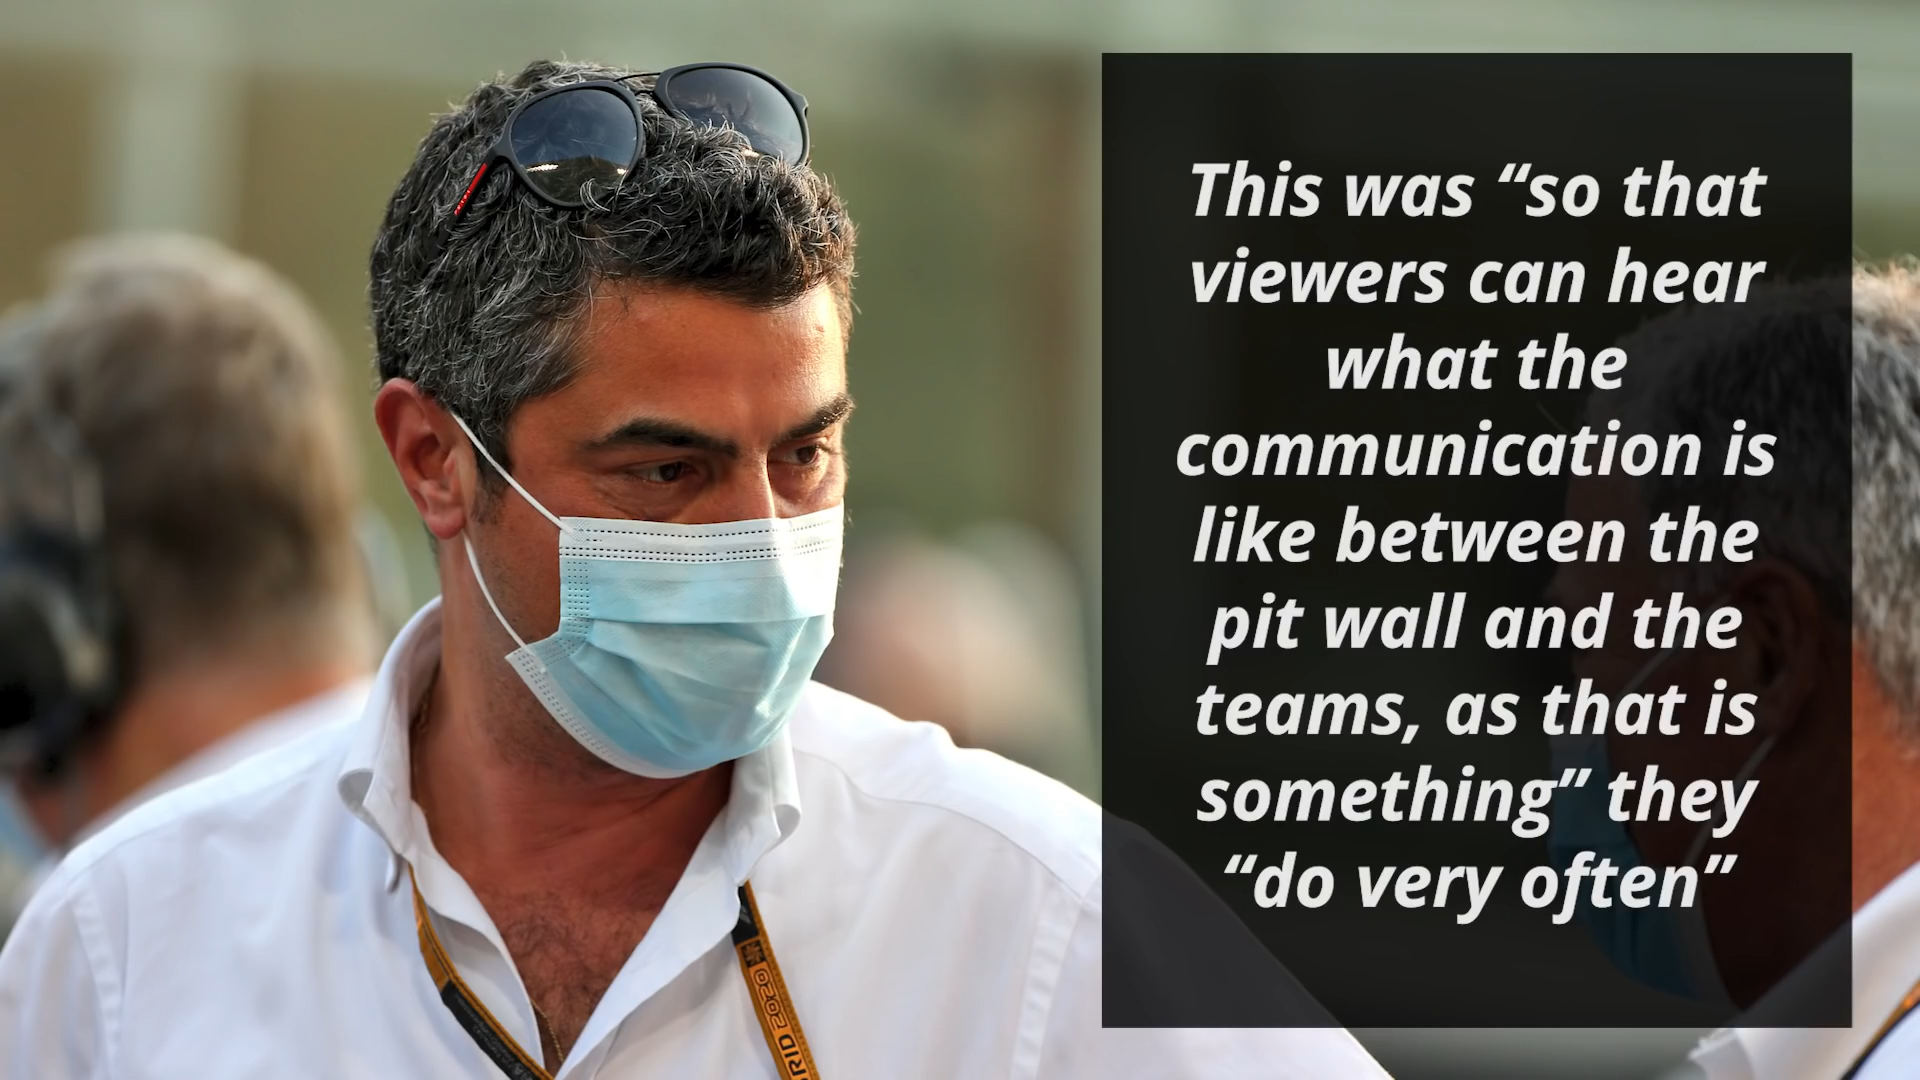 This was “so that
viewers can hear
what the
communication is
like between the
pit wall and the
teams, as that is
something” they
“do very often”
2020